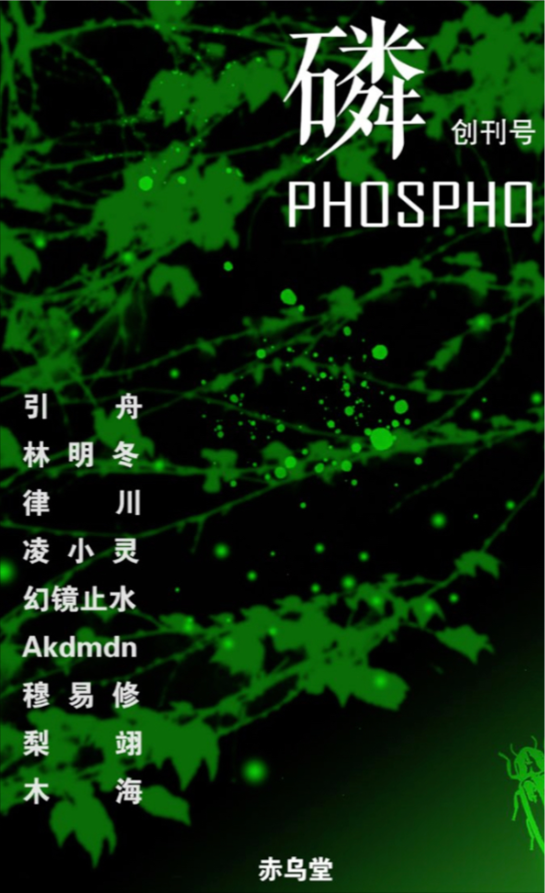 磷
创刊号
PHOSPHO
引舟
林明冬
律川
凌小灵
幻镜止水
Akdmdn
穆易修
梨翊
木海
赤乌堂